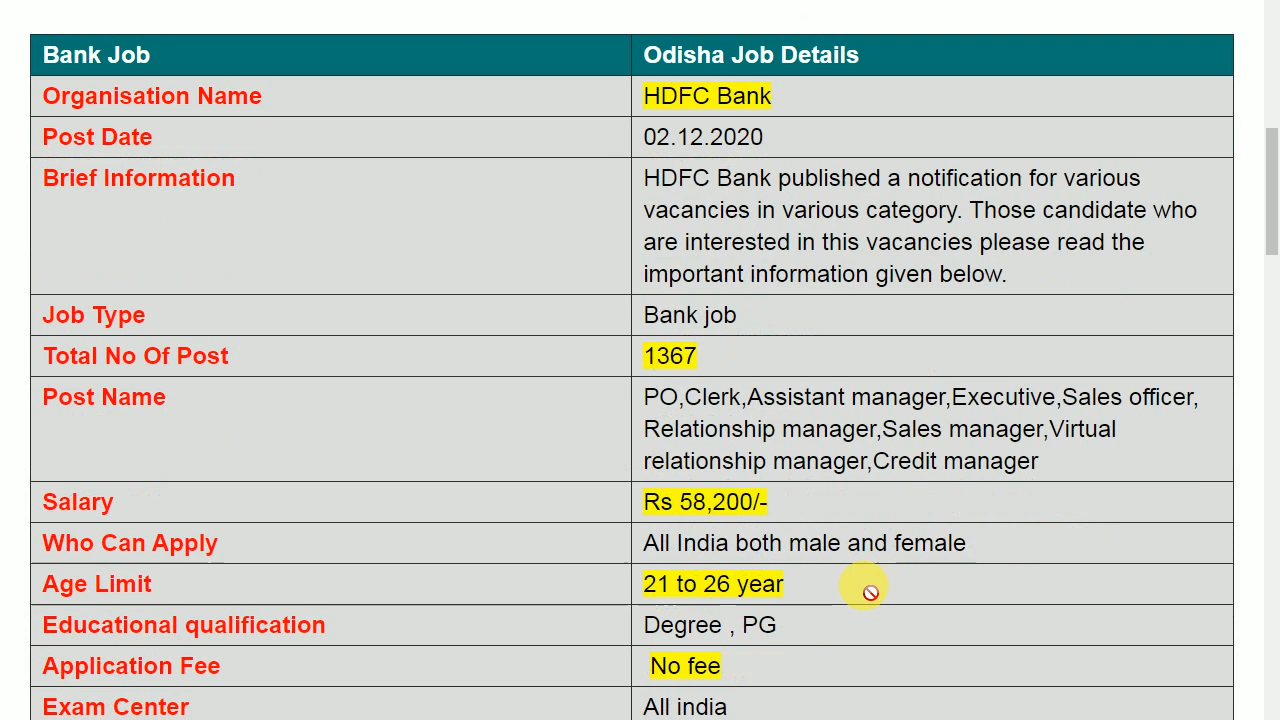 Bank Job Odisha Job Details
Organisation Name HDFC Bank
Post Date 02.12.2020
Brief Information HDFC Bank published a notification for various
vacancies in various category. Those candidate who
are interested in this vacancies please read the
important information given below.
Job Type Bank job
Total No Of Post 1367
Post Name PO,Clerk,Assistant manager,Executive,Sales officer,
Relationship manager,Sales manager,Virtual
relationship manager,Credit manager
Salary Rs 58,200/-
Who Can Apply All India both male and female
Age Limit 21 to 26 year
Educational qualification Degree , PG
Application Fee No fee
Exam Center All india